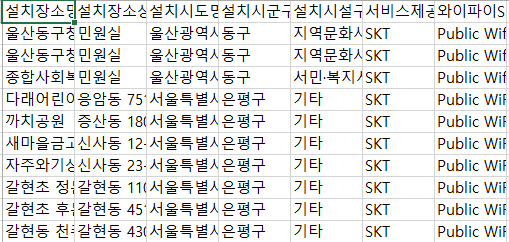 설치장소명 설치장소상 설치시도명 설치시군구 설치시설구 서비스제공 와이파이S
울산동구청 민원실 울산광역시 동구 지역문화시 SKT Public Wif
울산동구청 민원실 울산광역시 동구 지역문화시 SKT Public Wif
종합사회복 민원실 울산광역시 동구 서민·복지시 SKT Public Wif
다래어린이 응암동 751 서울특별시 은평구 기타 SKT Public WiF
까치공원 증산동 180 서울특별시 은평구 기타 SKT Public WiF
새마을금고 신사동 12- 서울특별시 은평구 기타 SKT Public WiF
자주와기상 신사동 23- 서울특별시 은평구 기타 SKT Public WiF
갈현초 정문 갈현동 110 서울특별시 은평구 기타 SKT Public WiF
갈현초 후문 갈현동 451 서울특별시 은평구 기타 SKT Public WiF
갈현동 천주 갈현동 430 서울특별시 은평구 기타 SKT Public WiF